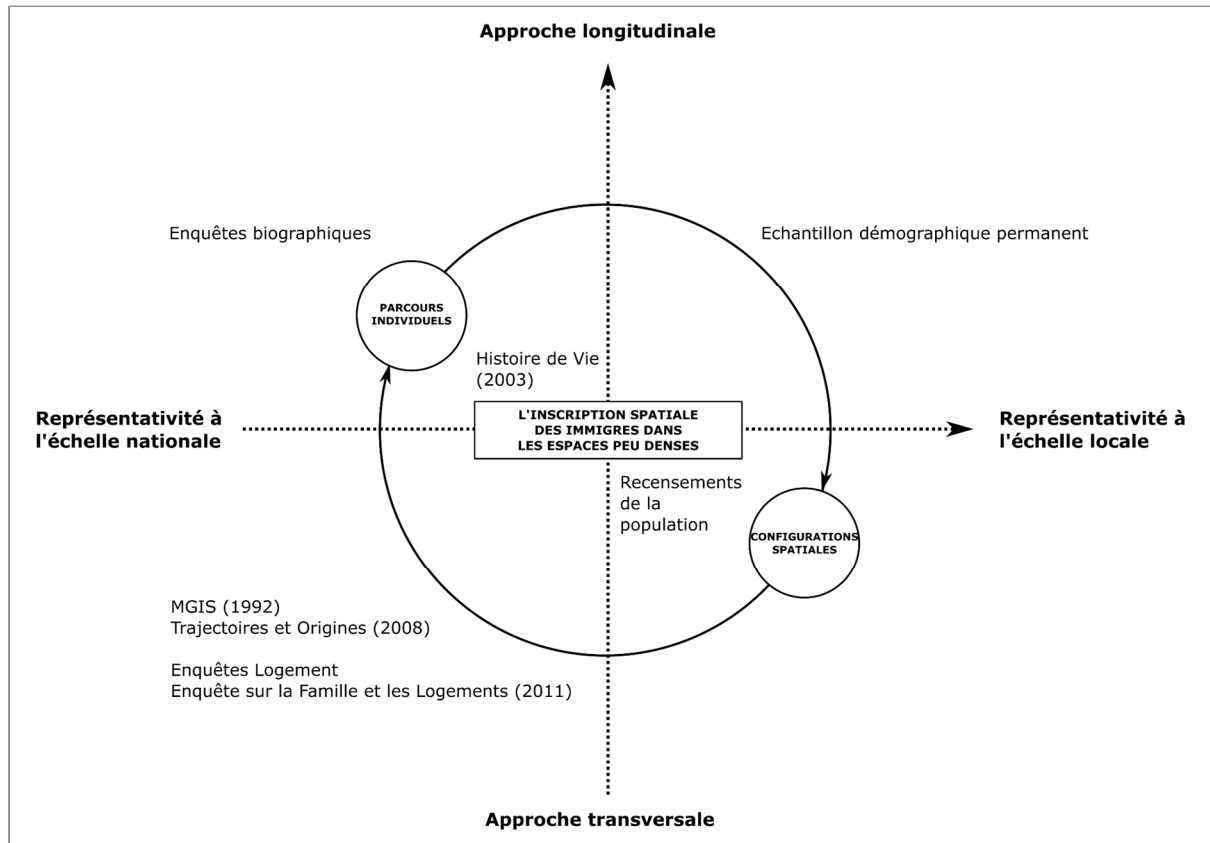 Approche longitudinale
Enquêtes biographiques
Echantillon démographique permanent
PARCOURS
INDIVIDUELS
Histoire de Vie
(2003)
Représentativité à
l'échelle nationale
L'INSCRIPTION SPATIALE
DES IMMIGRES DANS
LES ESPACES PEU DENSES
Représentativité à
l'échelle locale
Recensements
de la
population
CONFIGURATIONS
SPATIALES
MGIS (1992)
Trajectoires et Origines (2008)
Enquêtes Logement
Enquête sur la Famille et les Logements (2011)
Approche transversale